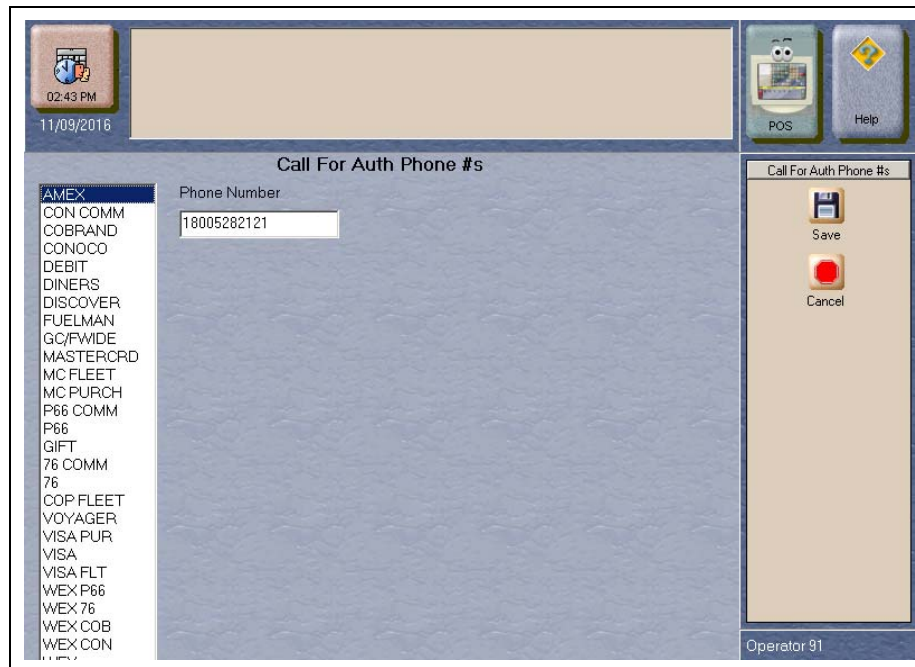 02:43 PM
11/09/2016
POS
Help
Call For Auth Phone #s
AMEX
CON COMM
COBRAND
CONOCO
DEBIT
DINERS
DISCOVER
FUELMAN
GC/FWIDE
MASTERCRD
MC FLEET
MC PURCH
P66 COMM
P66
GIFT
76 COMM
76
COP FLEET
VOYAGER
VISA PUR
VISA
VISA FLT
WEX P66
WEX 76
WEX COB
WEX CON
Phone Number
18005282121
Call For Auth Phone #s
Save
Cancel
Operator 91